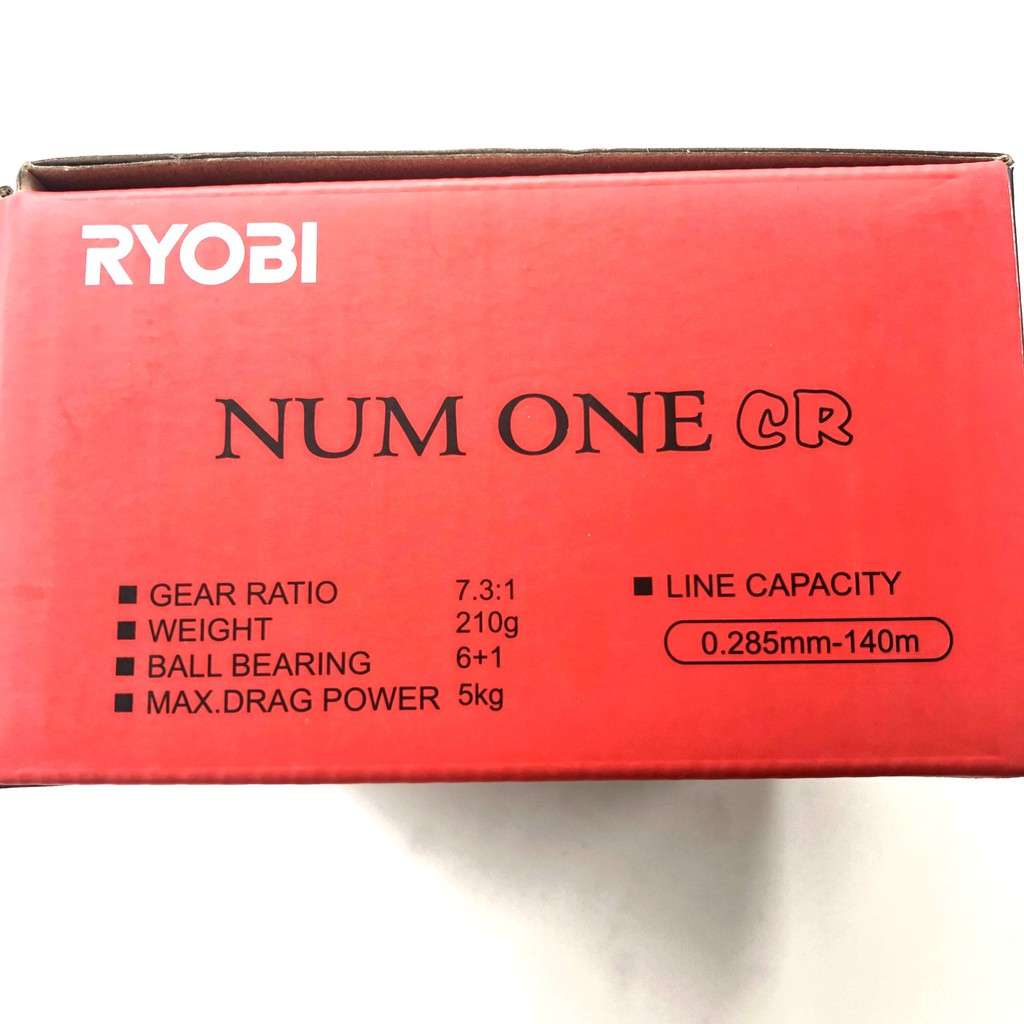 RYOBI
NUM ONE CR
■ GEAR RATIO 7.3:1
■ WEIGHT 210g
■ BALL BEARING 6+1
■ MAX.DRAG POWER 5kg
■ LINE CAPACITY
0.285mm-140m